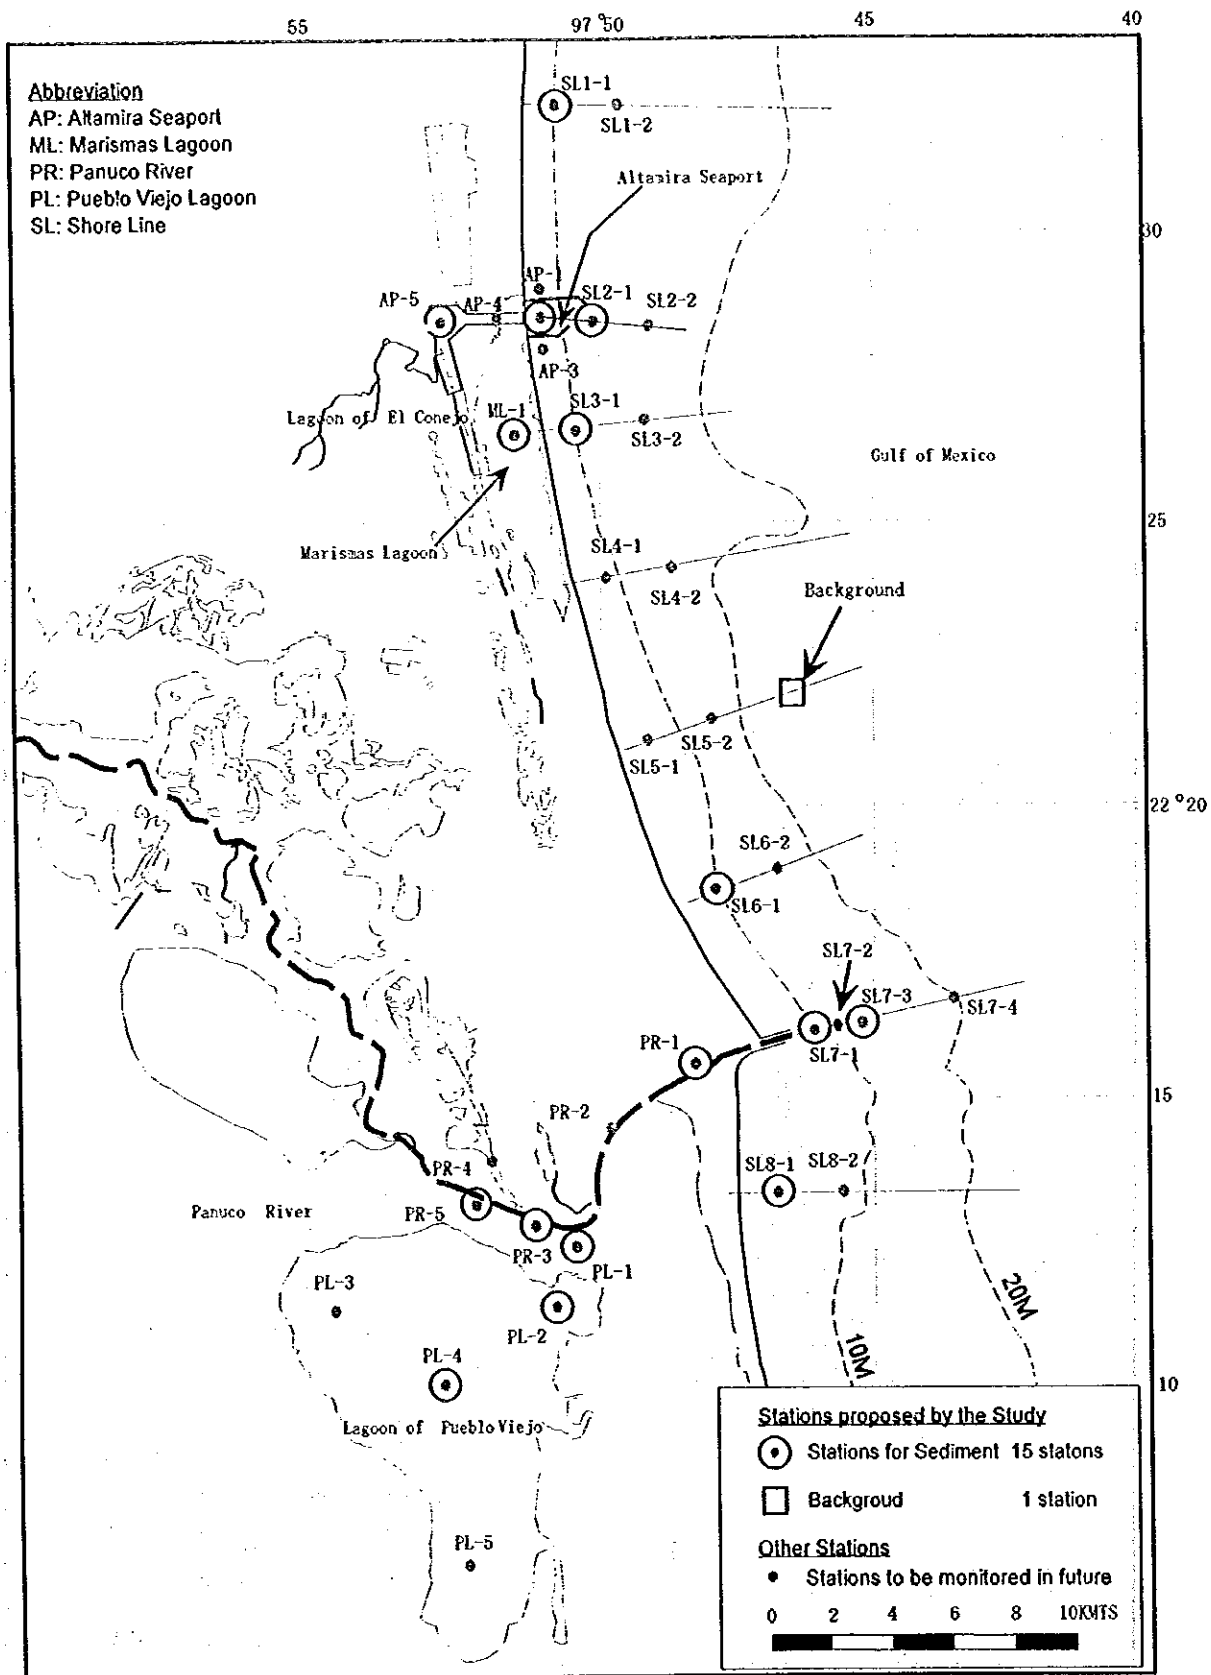 55
97 °50
45
40
Abbreviation
AP: Altamira Seaport
ML: Marismas Lagoon
PR: Panuco River
PL: Pueblo Viejo Lagoon
SL: Shore Line
SL1-1
SL1-2
Altamira Seaport
30
AP-1
AP-5
AP-4
SL2-1
SL2-2
AP-3
Lagoon of El Conejo
ML-1
SL3-1
SL3-2
Gulf of Mexico
25
Marismas Lagoon
SL4-1
SL4-2
Background
SL5-2
SL5-1
22 °20
SL6-2
SL6-1
SL7-2
SL7-3
SL7-4
SL7-1
PR-1
15
PR-2
PR-4
SL8-1
SL8-2
Panuco River
PR-5
PR-3
PL-1
PL-3
PL-2
20M
10M
PL-4
10
Lagoon of Pueblo Viejo
PL-5
Stations proposed by the Study
Stations for Sediment 15 statons
Backgroud 1 station
Other Stations
Stations to be monitored in future
0 2 4 6 8 10KMTS